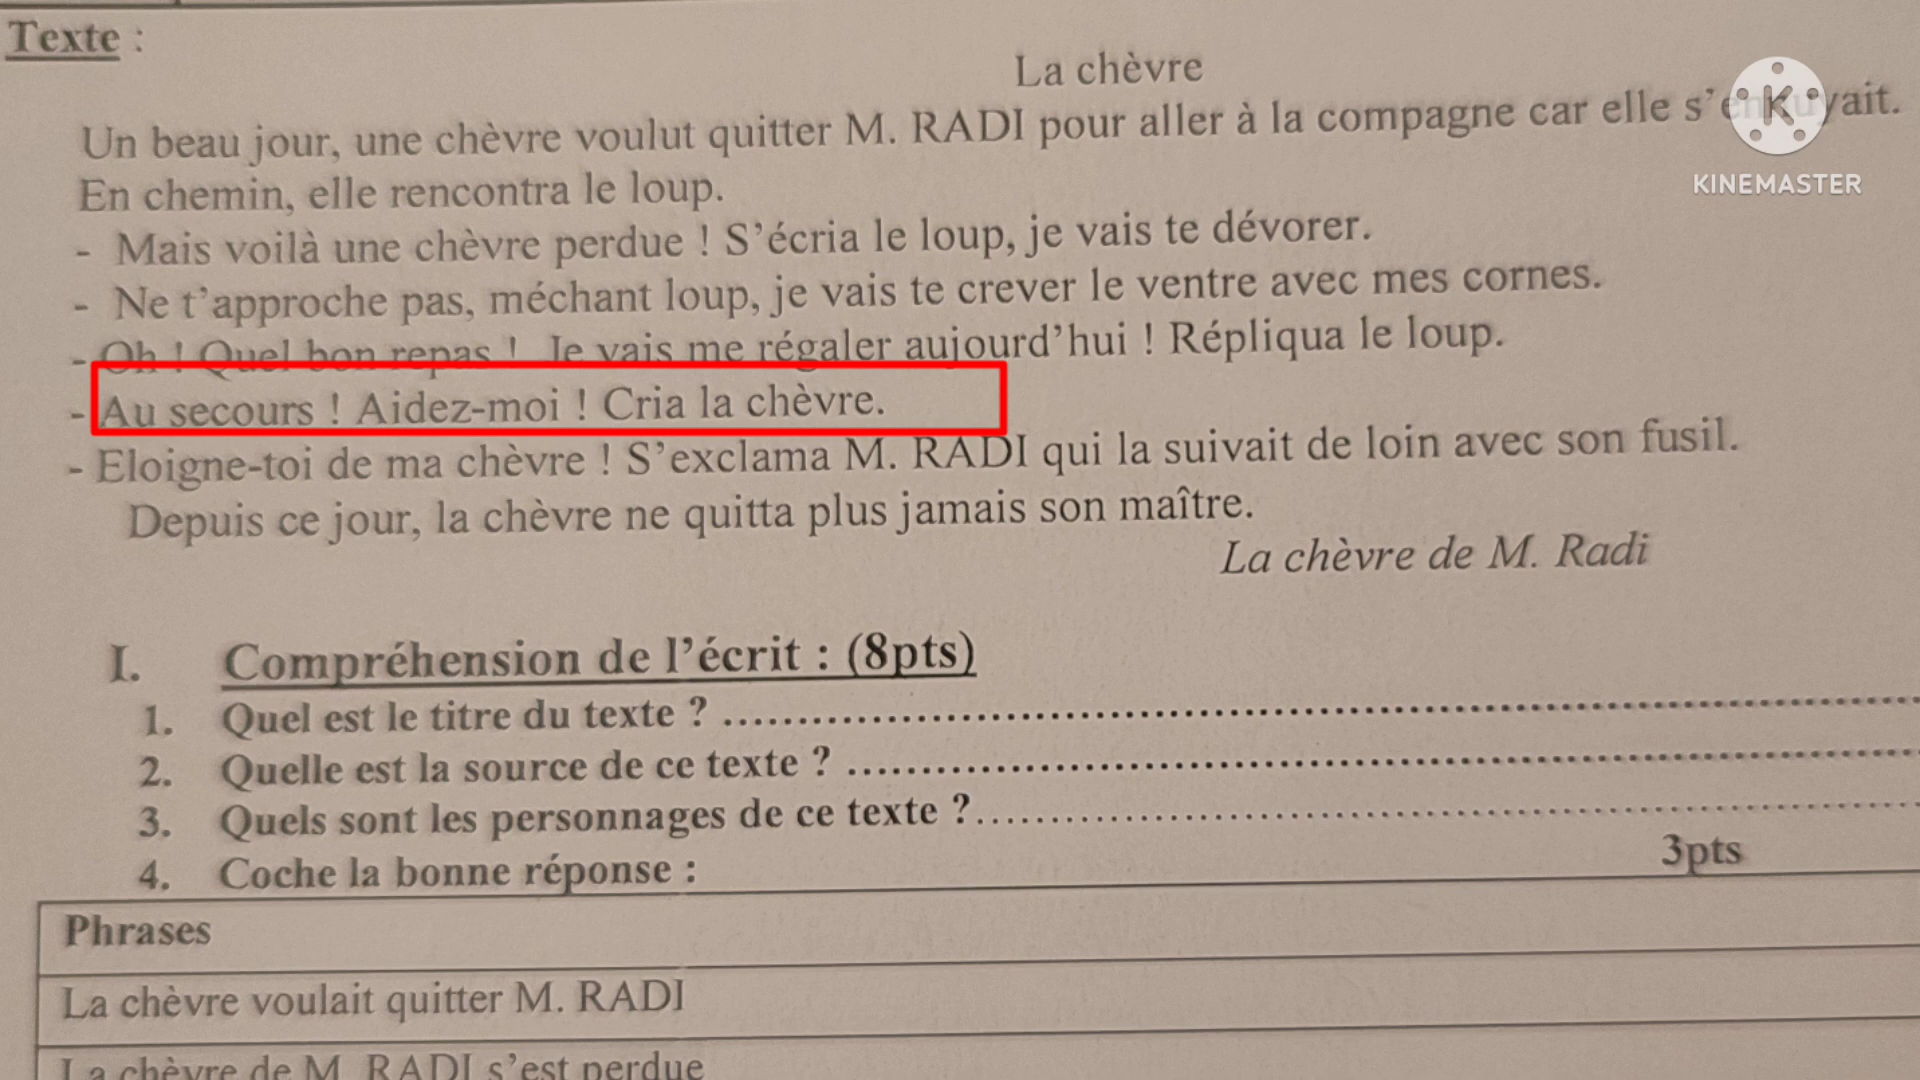 Texte :
La chèvre
Un beau jour, une chèvre voulut quitter M. RADI pour aller à la compagne car elle
En chemin, elle rencontra le loup.
KINEMASTER
- Mais voilà une chèvre perdue ! S'écria le loup, je vais te dévorer.
- Ne t'approche pas, méchant loup, je vais te crever le ventre avec mes cornes.
- Oh ! Quel bon repas ! Je vais me régaler aujourd'hui ! Répliqua le loup.
- Au secours ! Aidez-moi ! Cria la chèvre.
- Eloigne-toi de ma chèvre ! S'exclama M. RADI qui la suivait de loin avec son fusil.
Depuis ce jour, la chèvre ne quitta plus jamais son maître.
La chèvre de M. Radi
I. Compréhension de l'écrit : (8pts)
1. Quel est le titre du texte ? ........................
2. Quelle est la source de ce texte ? ........................
3. Quels sont les personnages de ce texte ?........................
4. Coche la bonne réponse : 3pts
Phrases
La chèvre voulait quitter M. RADI
La chèvre de M. RADI s'est perdue